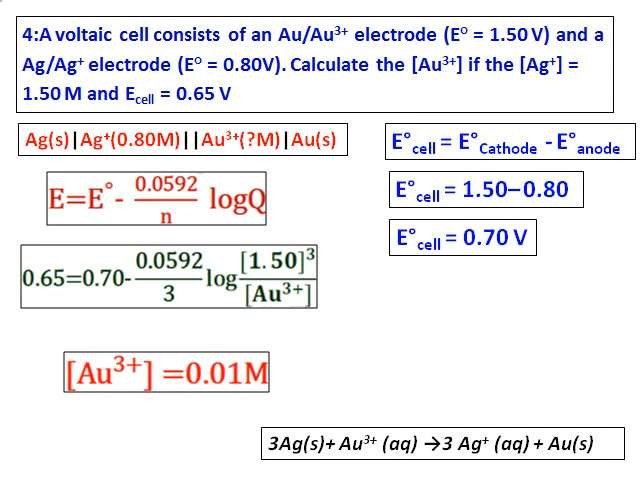 4:A voltaic cell consists of an Au/Au³⁺ electrode (E⁰ = 1.50 V) and a
Ag/Ag⁺ electrode (E⁰ = 0.80V). Calculate the [Au³⁺] if the [Ag⁺] =
1.50 M and E_cell = 0.65 V
Ag(s)|Ag⁺(0.80M)||Au³⁺(?M)|Au(s)
E°cell = E°Cathode - E°anode
E=E°- 0.0592/n logQ
E°cell = 1.50–0.80
E°cell = 0.70 V
0.65=0.70- 0.0592/3 log [1.50]³/[Au³⁺]
[Au³⁺] =0.01M
3Ag(s)+ Au³⁺ (aq) →3 Ag⁺ (aq) + Au(s)